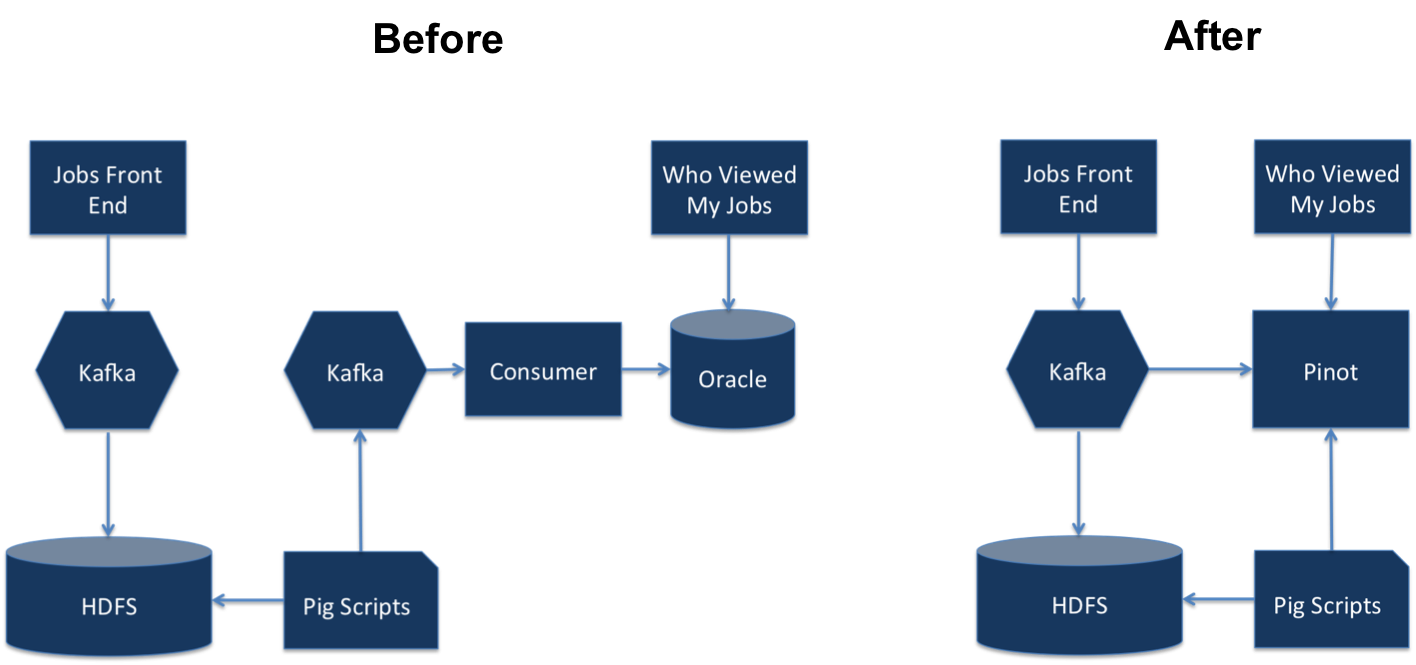 Before
After
Jobs Front
End
Who Viewed
My Jobs
Jobs Front
End
Who Viewed
My Jobs
Kafka
Kafka
Consumer
Oracle
Kafka
Pinot
HDFS
Pig Scripts
HDFS
Pig Scripts